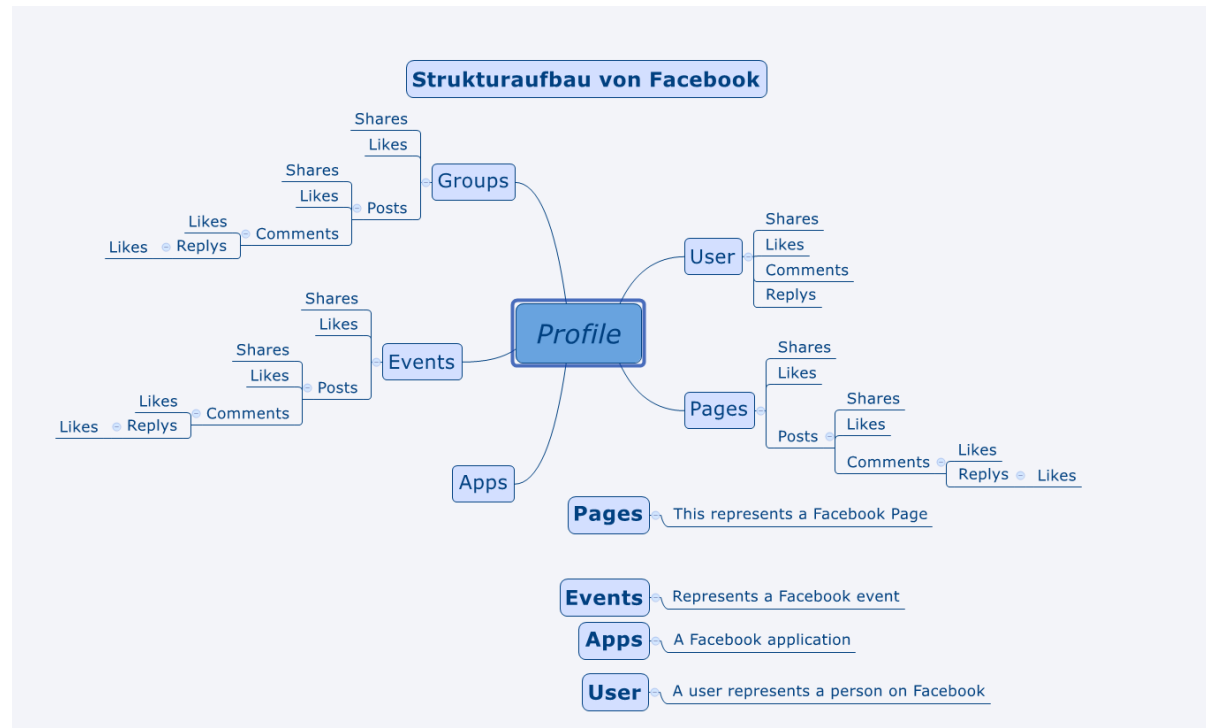 Strukturaufbau von Facebook
Shares
Likes
Groups
Shares
Likes
Posts
Likes
Comments
Likes
Replys
User
Shares
Likes
Comments
Replys
Profile
Shares
Likes
Events
Shares
Likes
Posts
Likes
Comments
Likes
Replys
Pages
Shares
Likes
Posts
Shares
Likes
Comments
Likes
Replys
Likes
Apps
Pages
This represents a Facebook Page
Events
Represents a Facebook event
Apps
A Facebook application
User
A user represents a person on Facebook